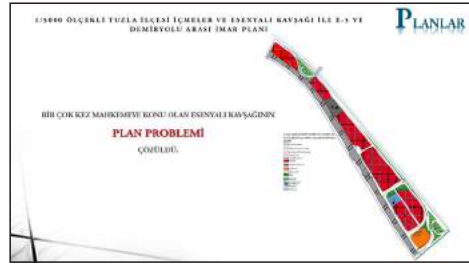 1/5000 ÖLÇEKLİ TUZLA İLÇESİ İÇMELER VE ESENYALI KAVŞAĞI İLE E-5 VE
DEMİRYOLU ARASI İMAR PLANI
PLANLAR
BİR ÇOK KEZ MAHKEMEYE KONU OLAN ESENYALI KAVŞAĞININ
PLAN PROBLEMİ
ÇÖZÜLDÜ.